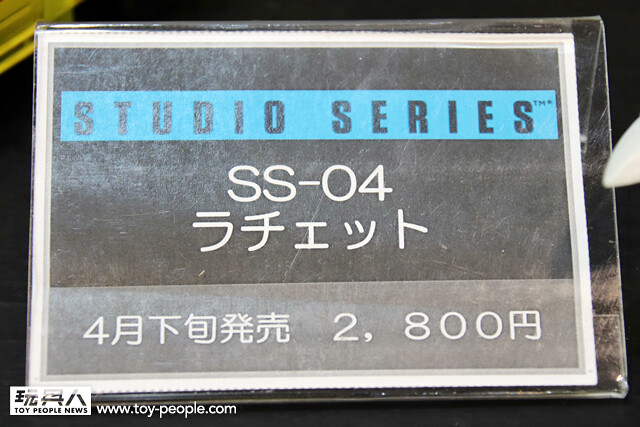 STUDIO SERIES™*
SS-04
ラチェット
4月下旬発売 2,800円
玩具人
TOY PEOPLE NEWS
www.toy-people.com